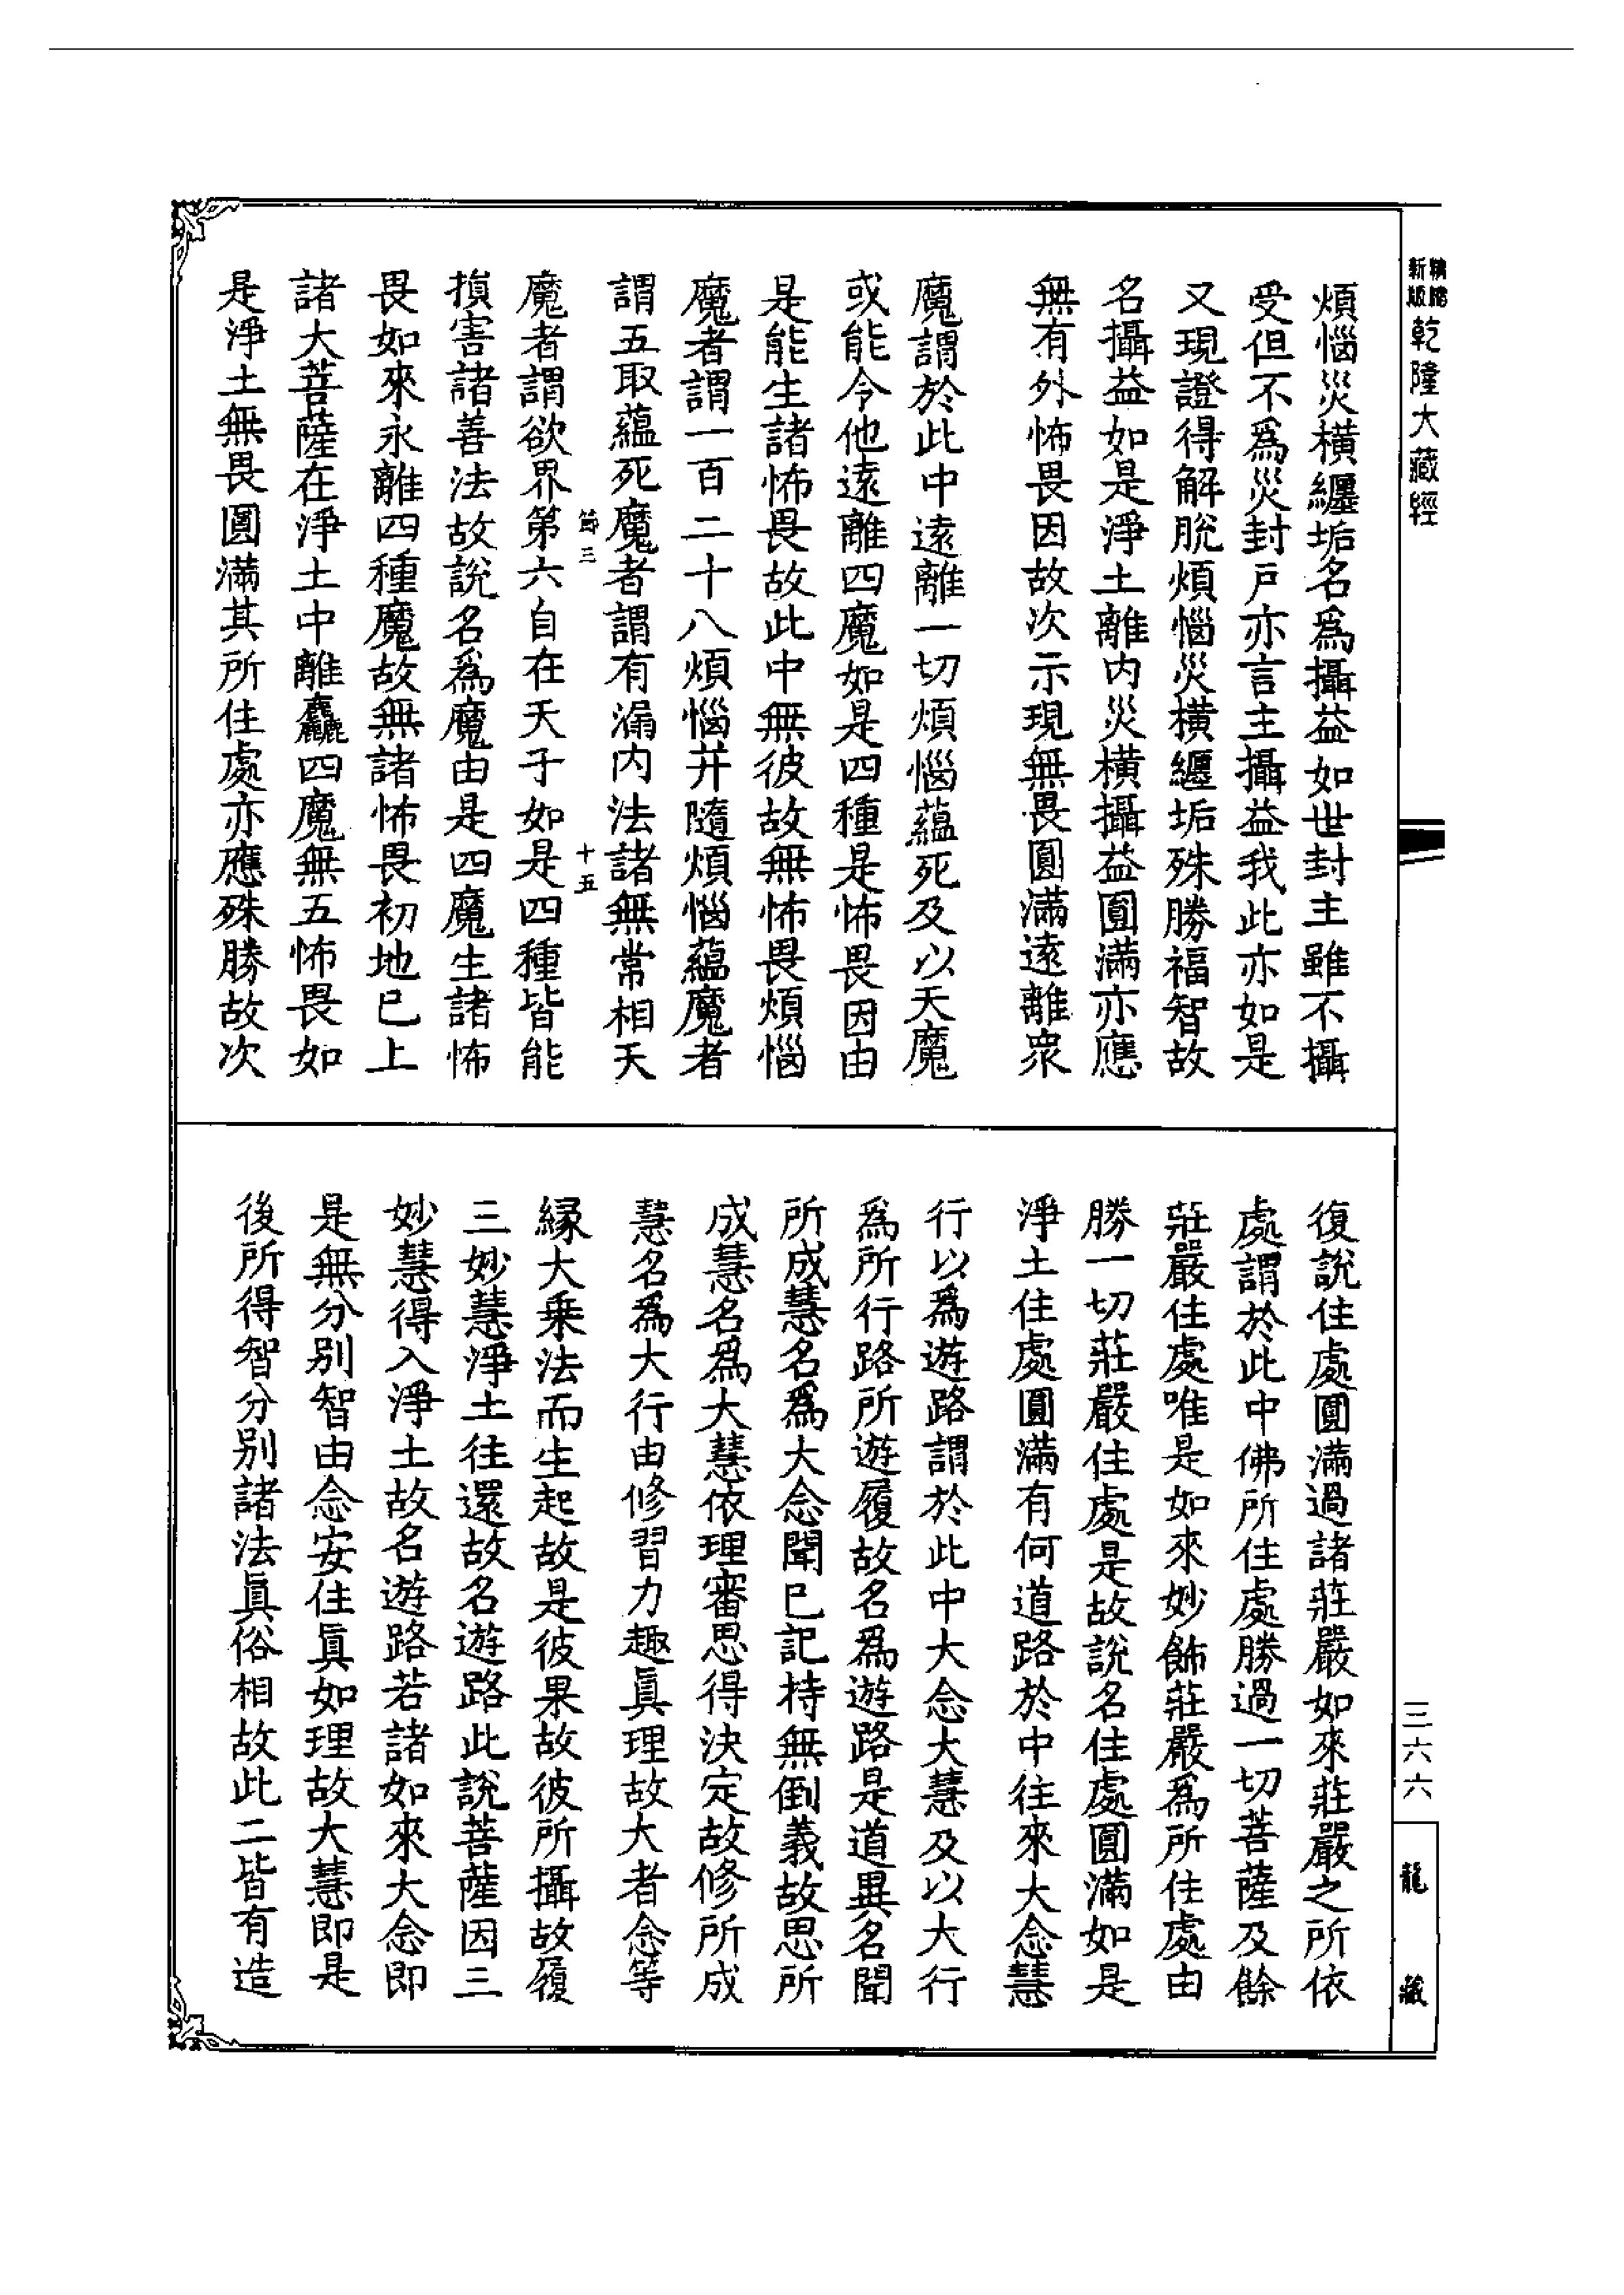 新版 精縮 乾隆大藏經
煩惱災橫纏垢名爲攝益如世封主雖不攝
受但不爲災封戶亦言主攝益我此亦如是
又現證得解脫煩惱災橫纏垢殊勝福智故
名攝益如是淨土離內災橫攝益圓滿亦應
無有外怖畏因故次示現無畏圓滿遠離衆
魔謂於此中遠離一切煩惱蘊死及以天魔
或能令他遠離四魔如是四種是怖畏因由
是能生諸怖畏故此中無彼故無怖畏煩惱
魔者謂一百二十八煩惱并隨煩惱蘊魔者
謂五取蘊死魔者謂有漏內法諸無常相天
節三 十五
魔者謂欲界第六自在天子如是四種皆能
損害諸善法故說名爲魔由是四魔生諸怖
畏如來永離四種魔故無諸怖畏初地已上
諸大菩薩在淨土中離麤四魔無五怖畏如
是淨土無畏圓滿其所住處亦應殊勝故次
復說住處圓滿過諸莊嚴如來莊嚴之所依
處謂於此中佛所住處勝過一切菩薩及餘
莊嚴住處唯是如來妙飾莊嚴爲所住處由
勝一切莊嚴住處是故說名住處圓滿如是
淨土住處圓滿有何道路於中往來大念慧
行以爲遊路謂於此中大念大慧及以大行
爲所行路所遊履故名爲遊路是道異名聞
所成慧名爲大念聞已記持無倒義故思所
成慧名爲大慧依理審思得決定故修所成
慧名爲大行由修習力趣眞理故大者念等
緣大乘法而生起故是彼果故彼所攝故履
三妙慧淨土往還故名遊路此說菩薩因三
妙慧得入淨土故名遊路若諸如來大念即
是無分別智由念安住眞如理故大慧即是
後所得智分別諸法眞俗相故此二皆有造
三六六
龍藏